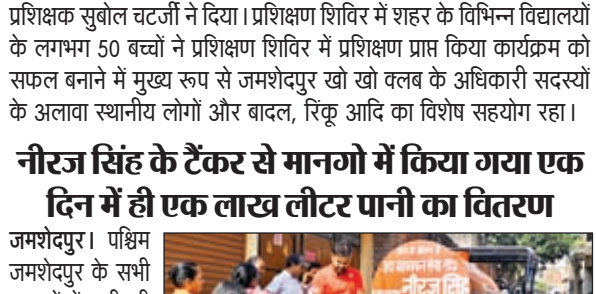 प्रशिक्षक सुबोल चटर्जी ने दिया। प्रशिक्षण शिविर में शहर के विभिन्न विद्यालयों
के लगभग 50 बच्चों ने प्रशिक्षण शिविर में प्रशिक्षण प्राप्त किया कार्यक्रम को
सफल बनाने में मुख्य रूप से जमशेदपुर खो खो क्लब के अधिकारी सदस्यों
के अलावा स्थानीय लोगों और बादल, रिंकू आदि का विशेष सहयोग रहा।
नीरज सिंह के टैंकर से मानगो में किया गया एक
दिन में ही एक लाख लीटर पानी का वितरण
जमशेदपुर। पश्चिम
जमशेदपुर के सभी
नीरज सिंह